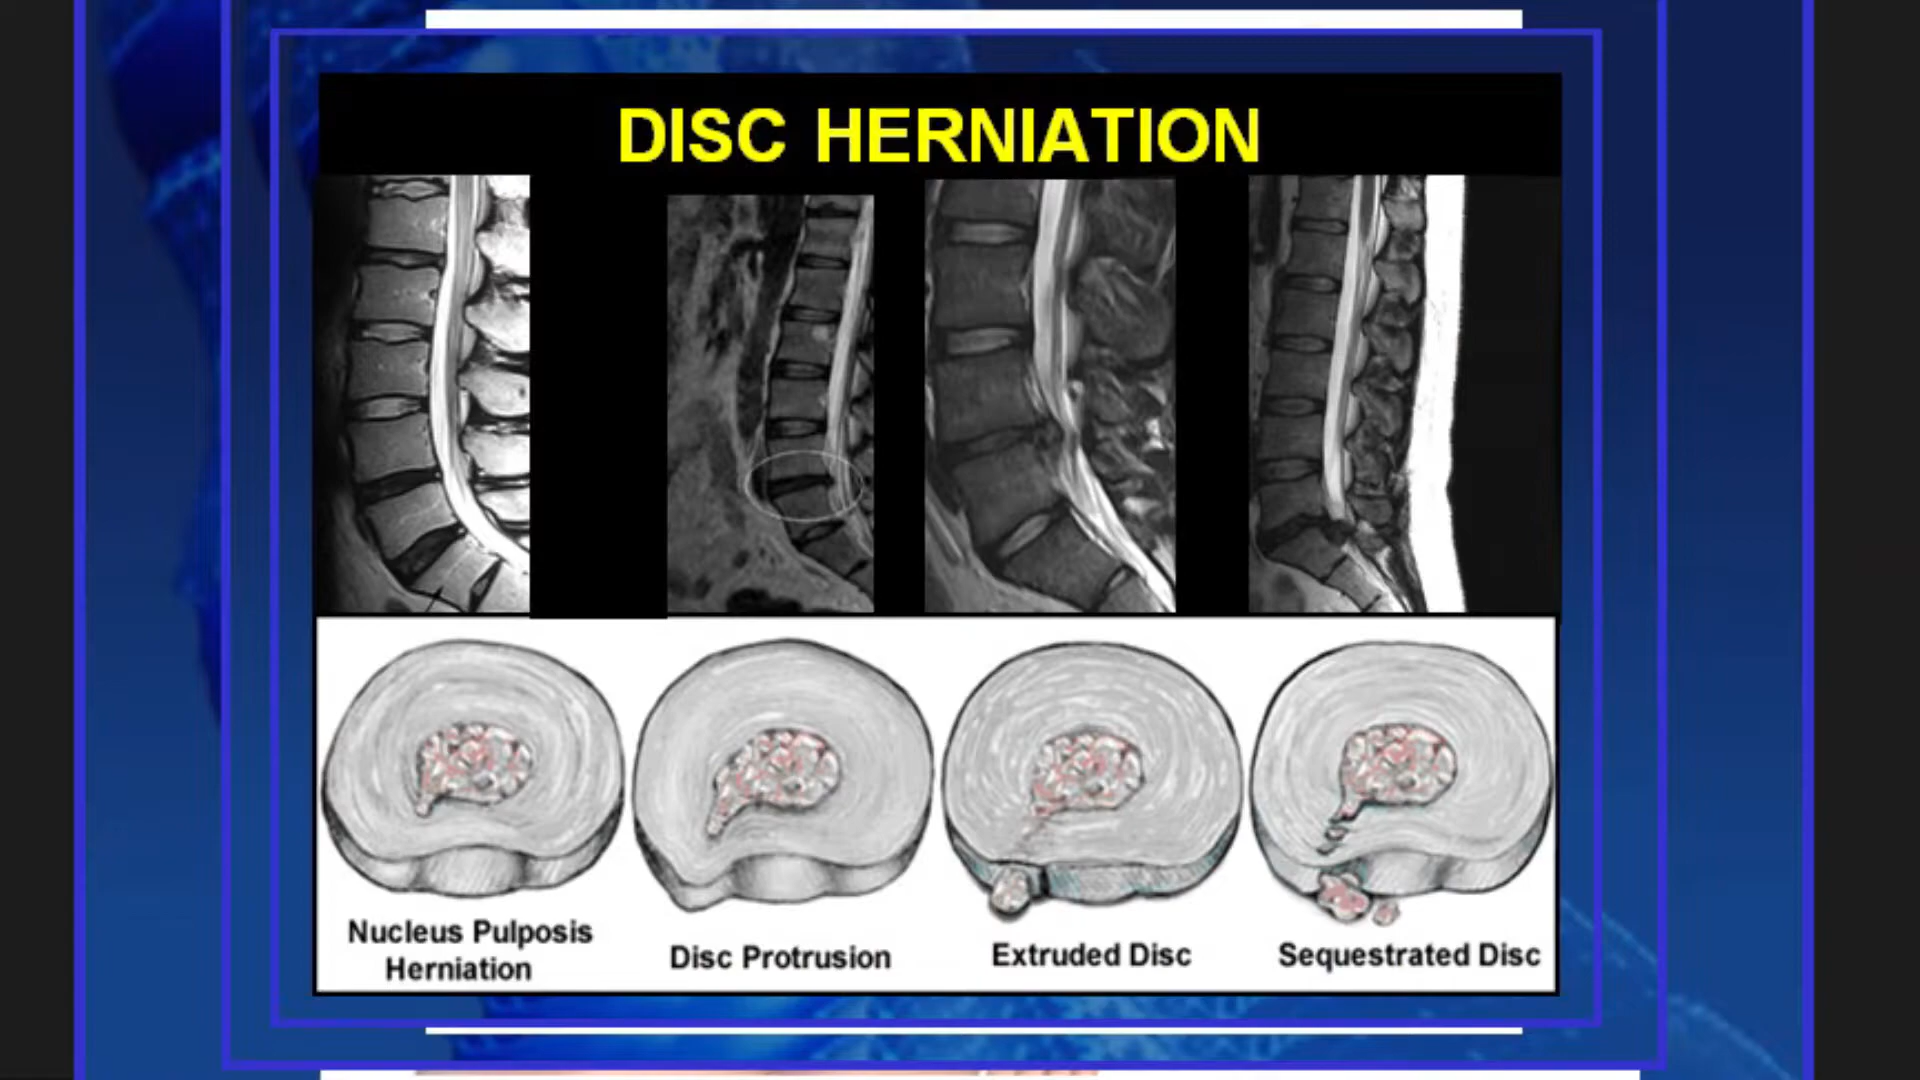 DISC HERNIATION
Nucleus Pulposis
Herniation
Disc Protrusion
Extruded Disc
Sequestrated Disc